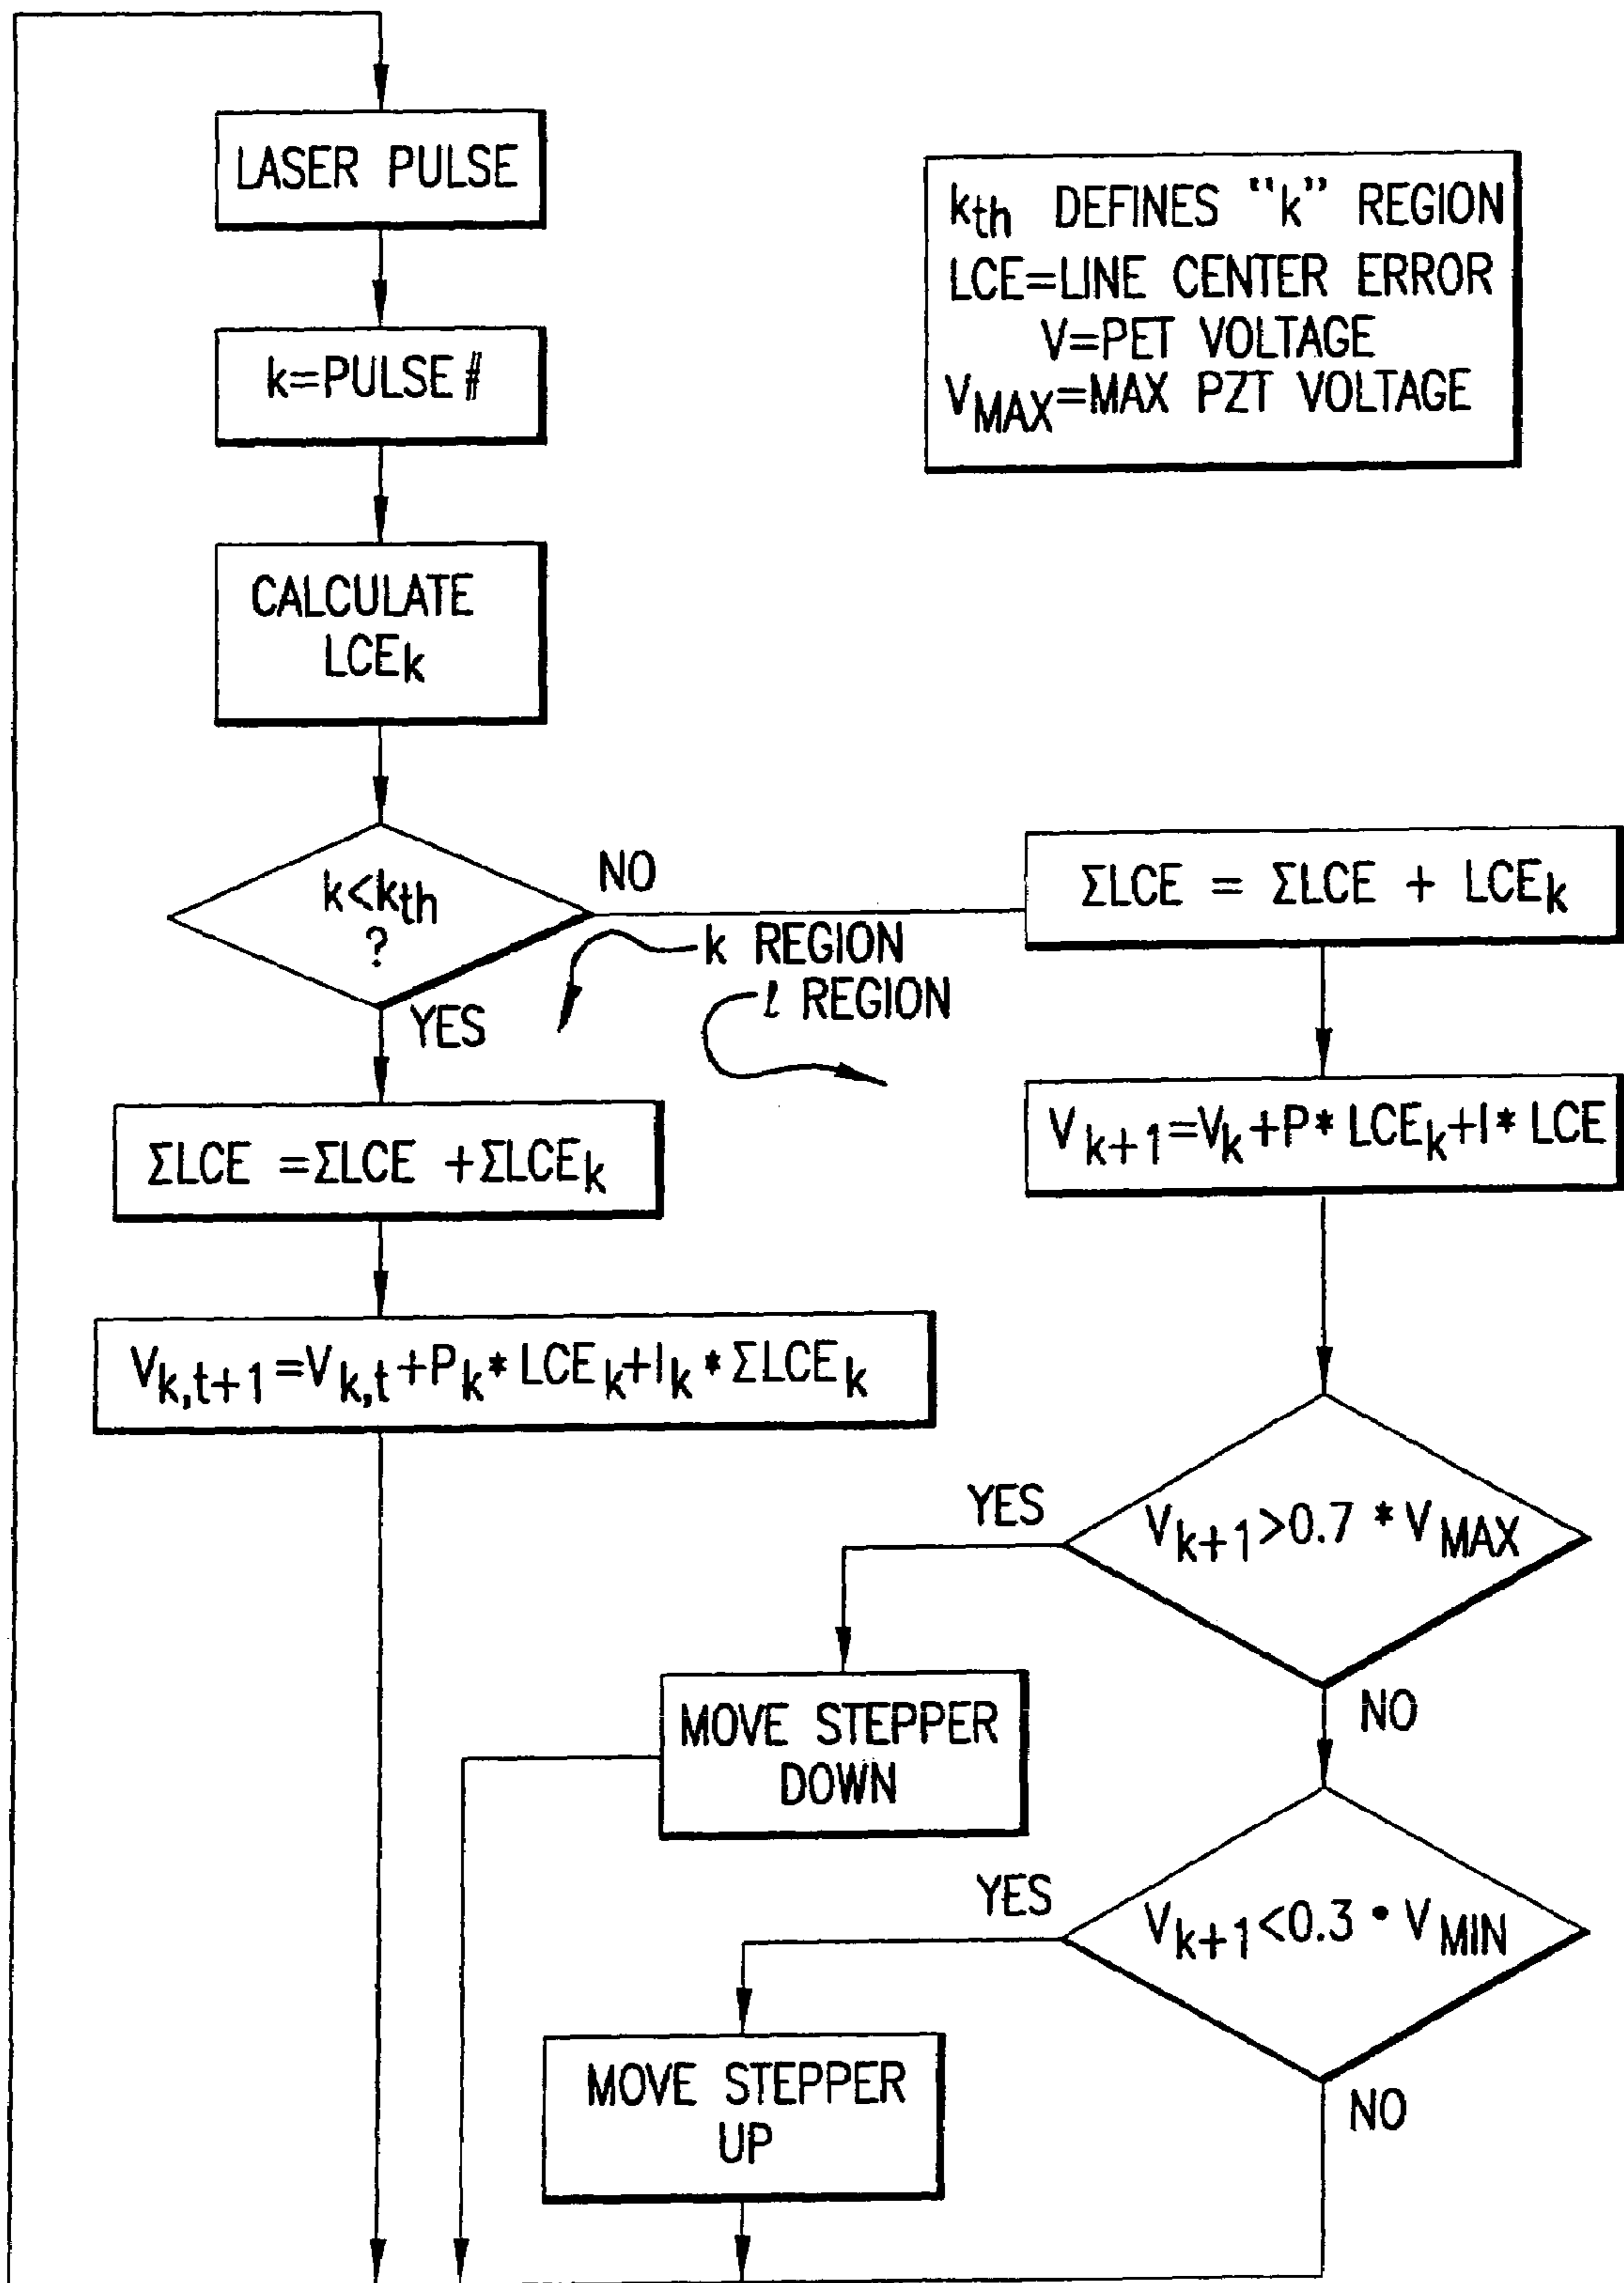 LASER PULSE
k=PULSE #
CALCULATE
LCEk
kth DEFINES "k" REGION
LCE=LINE CENTER ERROR
V=PET VOLTAGE
VMAX=MAX PZT VOLTAGE
k<kth
?
NO
YES
k REGION
ℓ REGION
ΣLCE =ΣLCE +ΣLCEk
Vk,t+1=Vk,t+Pk* LCEk+Ik* ΣLCEk
ΣLCE = ΣLCE + LCEk
Vk+1=Vk+P* LCEk+I* LCE
Vk+1>0.7 * VMAX
YES
NO
MOVE STEPPER
DOWN
Vk+1<0.3 • VMIN
YES
NO
MOVE STEPPER
UP